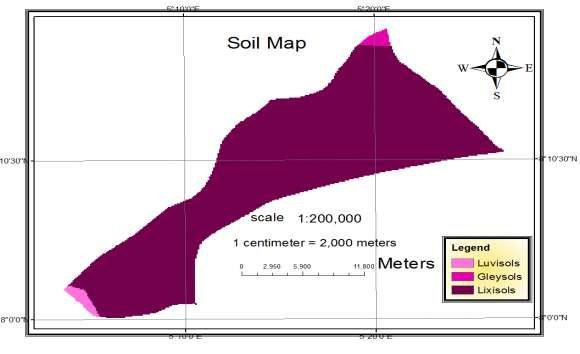 5°10'0"E 5°20'0"E
Soil Map
N
W E
S
8°10'30"N
scale 1:200,000
1 centimeter = 2,000 meters
0 2,950 5,900 11,800
Meters
Legend
Luvisols
Gleysols
Lixisols
8°0'0"N 8°0'0"N
5°10'0"E 5°20'0"E